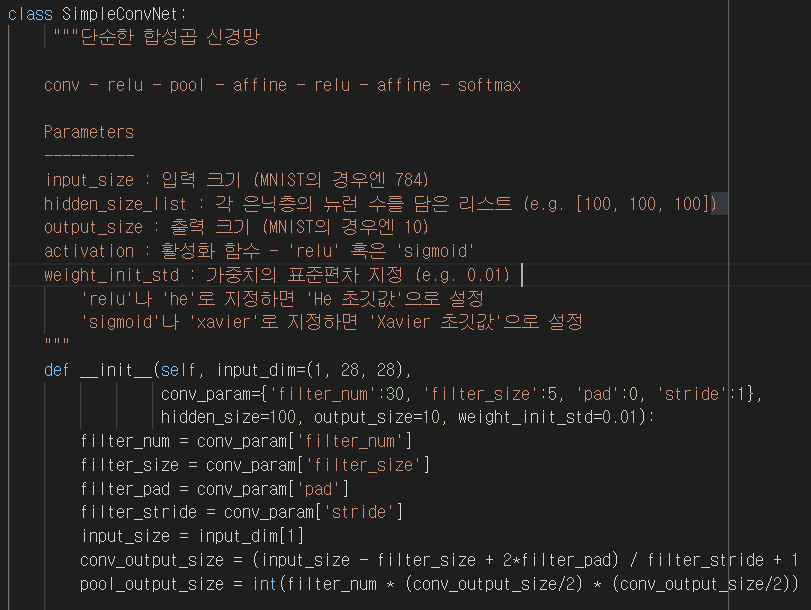 class SimpleConvNet:
    """단순한 합성곱 신경망

    conv - relu - pool - affine - relu - affine - softmax

    Parameters
    ----------
    input_size : 입력 크기 (MNIST의 경우엔 784)
    hidden_size_list : 각 은닉층의 뉴런 수를 담은 리스트 (e.g. [100, 100, 100])
    output_size : 출력 크기 (MNIST의 경우엔 10)
    activation : 활성화 함수 - 'relu' 혹은 'sigmoid'
    weight_init_std : 가중치의 표준편차 지정 (e.g. 0.01)
        'relu'나 'he'로 지정하면 'He 초깃값'으로 설정
        'sigmoid'나 'xavier'로 지정하면 'Xavier 초깃값'으로 설정
    """
    def __init__(self, input_dim=(1, 28, 28),
                 conv_param={'filter_num':30, 'filter_size':5, 'pad':0, 'stride':1},
                 hidden_size=100, output_size=10, weight_init_std=0.01):
        filter_num = conv_param['filter_num']
        filter_size = conv_param['filter_size']
        filter_pad = conv_param['pad']
        filter_stride = conv_param['stride']
        input_size = input_dim[1]
        conv_output_size = (input_size - filter_size + 2*filter_pad) / filter_stride + 1
        pool_output_size = int(filter_num * (conv_output_size/2) * (conv_output_size/2))